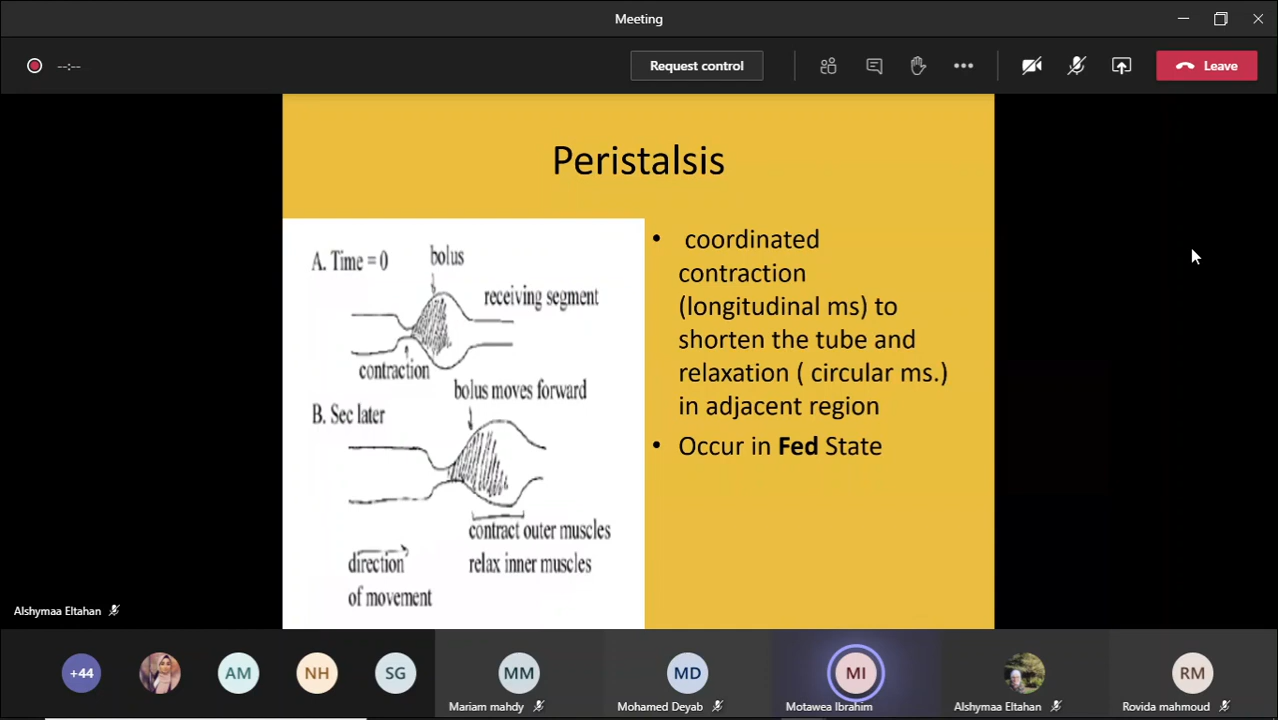 Meeting
--:--
Request control
Leave
Peristalsis
A. Time = 0
bolus
receiving segment
contraction
bolus moves forward
B. Sec later
contract outer muscles
relax inner muscles
direction
of movement
• coordinated
contraction
(longitudinal ms) to
shorten the tube and
relaxation ( circular ms.)
in adjacent region
• Occur in Fed State
Alshymaa Eltahan
+44
AM
NH
SG
MM
Mariam mahdy
MD
Mohamed Deyab
MI
Motawea Ibrahim
Alshymaa Eltahan
RM
Rovida mahmoud